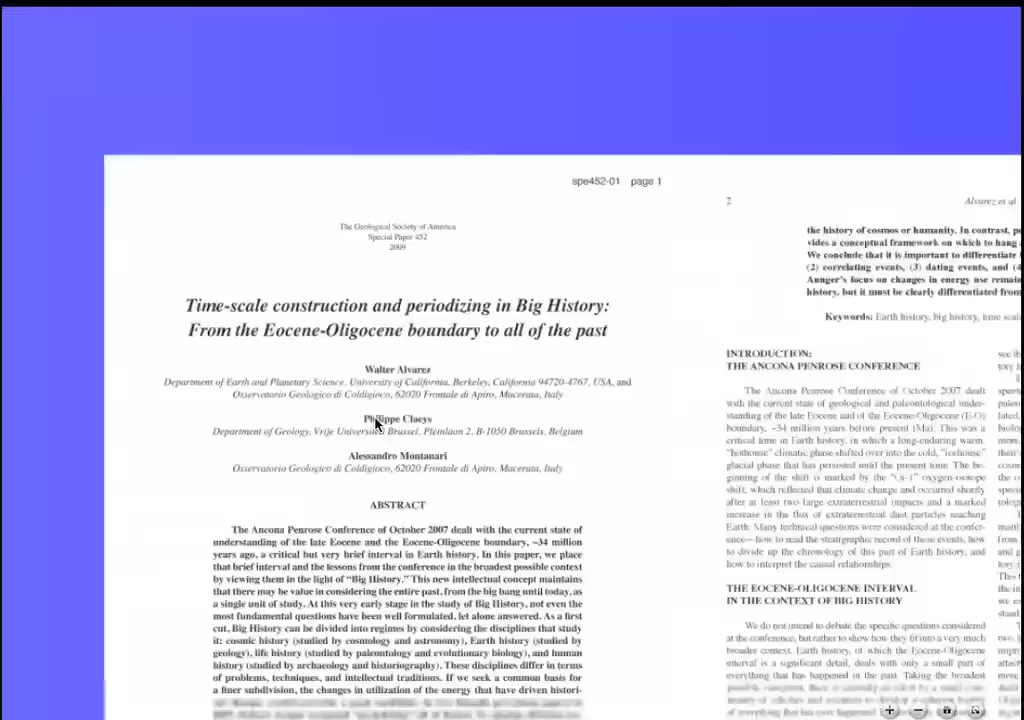 spe452-01 page 1
The Geological Society of America
Special Paper 452
2009
Time-scale construction and periodizing in Big History:
From the Eocene-Oligocene boundary to all of the past
Walter Alvarez
Department of Earth and Planetary Science, University of California, Berkeley, California 94720-4767, USA, and
Osservatorio Geologico di Coldigioco, 62020 Frontale di Apiro, Macerata, Italy
Philippe Claeys
Department of Geology, Vrije Universiteit Brussel, Pleinlaan 2, B-1050 Brussels, Belgium
Alessandro Montanari
Osservatorio Geologico di Coldigioco, 62020 Frontale di Apiro, Macerata, Italy
ABSTRACT
The Ancona Penrose Conference of October 2007 dealt with the current state of
understanding of the late Eocene and the Eocene-Oligocene boundary, ~34 million
years ago, a critical but very brief interval in Earth history. In this paper, we place
that brief interval and the lessons from the conference in the broadest possible context
by viewing them in the light of “Big History.” This new intellectual concept maintains
that there may be value in considering the entire past, from the big bang until today, as
a single unit of study. At this very early stage in the study of Big History, not even the
most fundamental questions have been well formulated, let alone answered. As a first
cut, Big History can be divided into regimes by considering the disciplines that study
it: cosmic history (studied by cosmology and astronomy), Earth history (studied by
geology), life history (studied by paleontology and evolutionary biology), and human
history (studied by archaeology and historiography). These disciplines differ in terms
of problems, techniques, and intellectual traditions. If we seek a common basis for
a finer subdivision, the changes in utilization of the energy that have driven histori-
2
Alvarez et al
the history of cosmos or humanity. In contrast,
vides a conceptual framework on which to hang
We conclude that it is important to differentiate
(2) correlating events, (3) dating events, and
Aunger’s focus on changes in energy use remain
history, but it must be clearly differentiated from
Keywords: Earth history, big history, time
INTRODUCTION:
THE ANCONA PENROSE CONFERENCE
The Ancona Penrose Conference of October 2007 dealt
with the current state of geological and paleontological under-
standing of the late Eocene and of the Eocene-Oligocene (E-O)
boundary, ~34 million years before present (Ma). This was a
critical time in Earth history, in which a long-enduring warm,
“hothouse” climatic phase shifted over into the cold, “icehouse”
glacial phase that has persisted until the present time. The be-
ginning of the shift is marked by the “Oi-1” oxygen-isotope
shift, which reflected that climate change and occurred shortly
after at least two large extraterrestrial impacts and a marked
increase in the flux of extraterrestrial dust particles reaching
Earth. Many technical questions were considered at the confer-
ence—how to read the stratigraphic record of these events, how
to divide up the chronology of this part of Earth history, and
how to interpret the causal relationships.
THE EOCENE-OLIGOCENE INTERVAL
IN THE CONTEXT OF BIG HISTORY
We do not intend to debate the specific questions considered
at the conference, but rather to show how they fit into a very much
broader context. Earth history, of which the Eocene-Oligocene
interval is a significant detail, deals with only a small part of
everything that has happened in the past. Taking the broadest